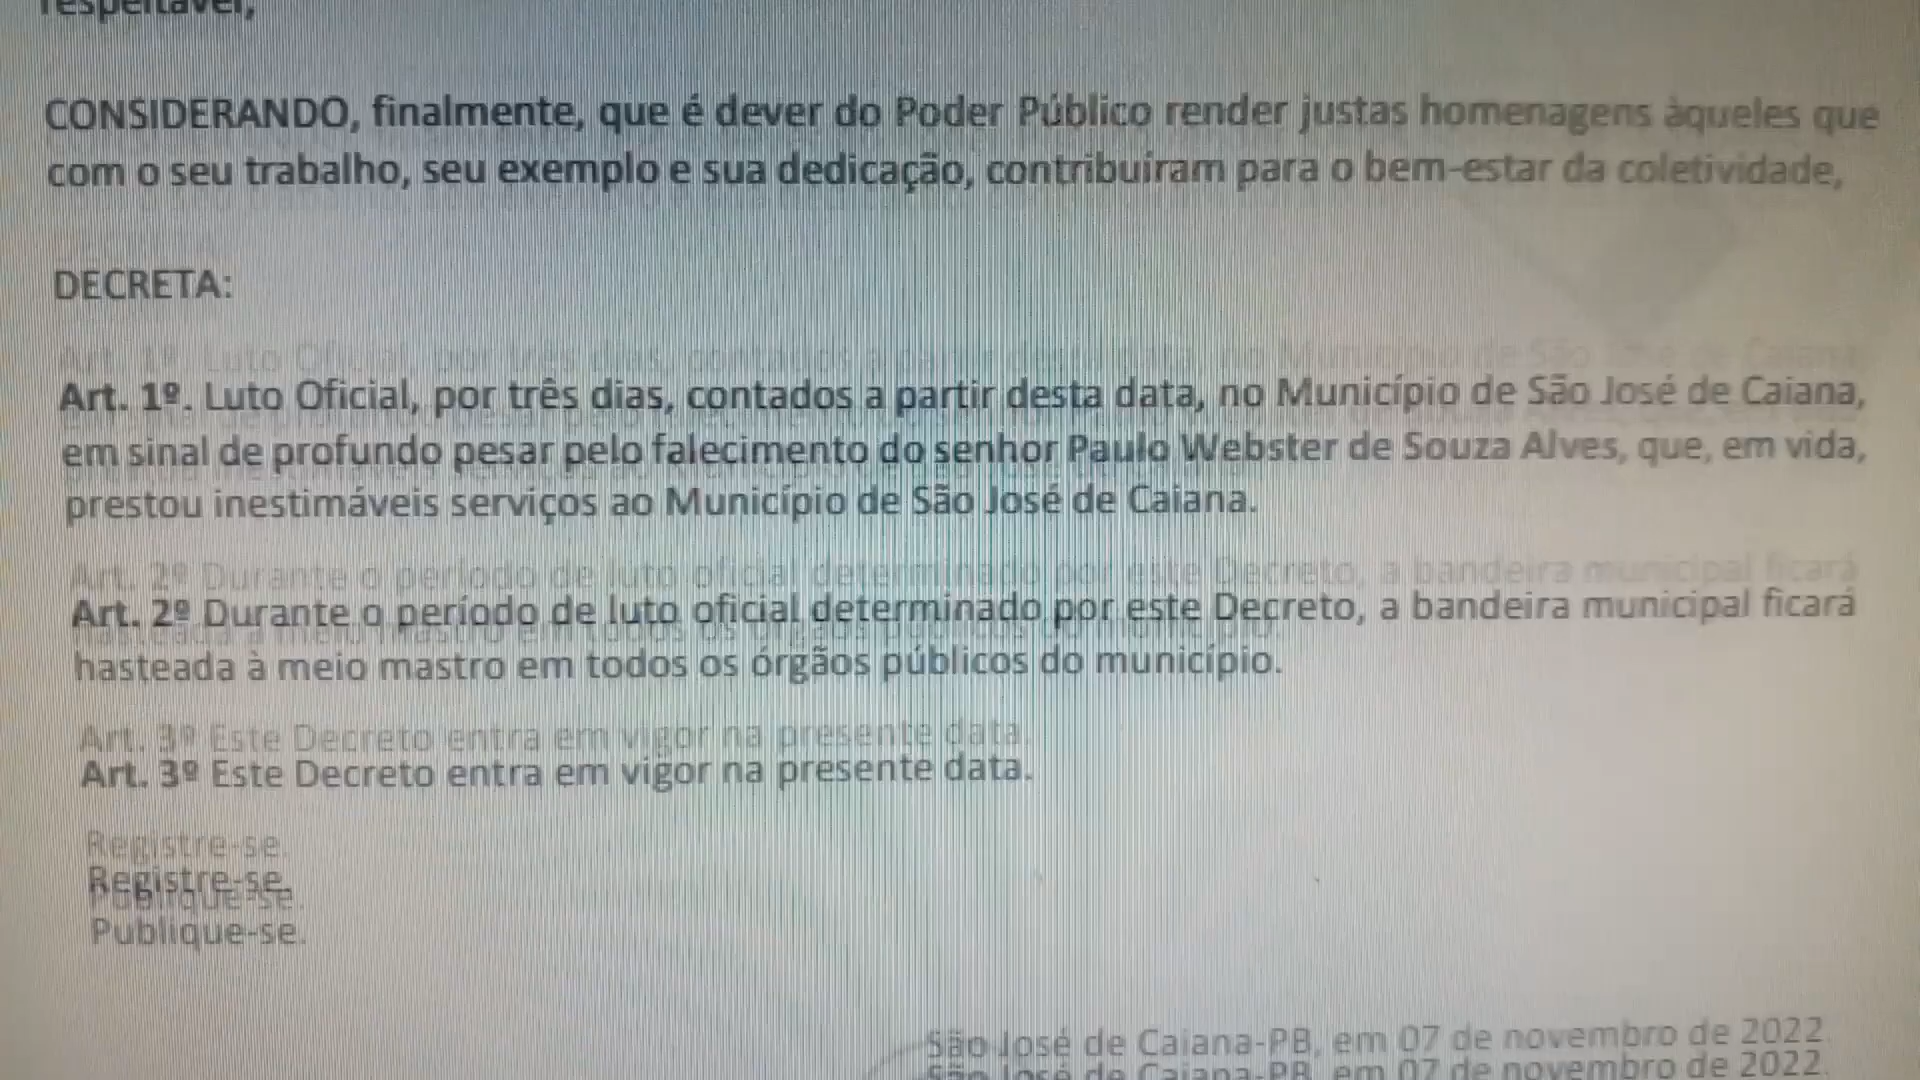 respeitável,
CONSIDERANDO, finalmente, que é dever do Poder Público render justas homenagens àqueles que
com o seu trabalho, seu exemplo e sua dedicação, contribuíram para o bem-estar da coletividade,
DECRETA:
Art. 1º. Luto Oficial, por três dias, contados a partir desta data, no Município de São José de Caiana,
em sinal de profundo pesar pelo falecimento do senhor Paulo Webster de Souza Alves, que, em vida,
prestou inestimáveis serviços ao Município de São José de Caiana.
Art. 2º Durante o período de luto oficial determinado por este Decreto, a bandeira municipal ficará
hasteada à meio mastro em todos os órgãos públicos do município.
Art. 3º Este Decreto entra em vigor na presente data.
Registre-se.
Publique-se.
São José de Caiana-PB, em 07 de novembro de 2022.